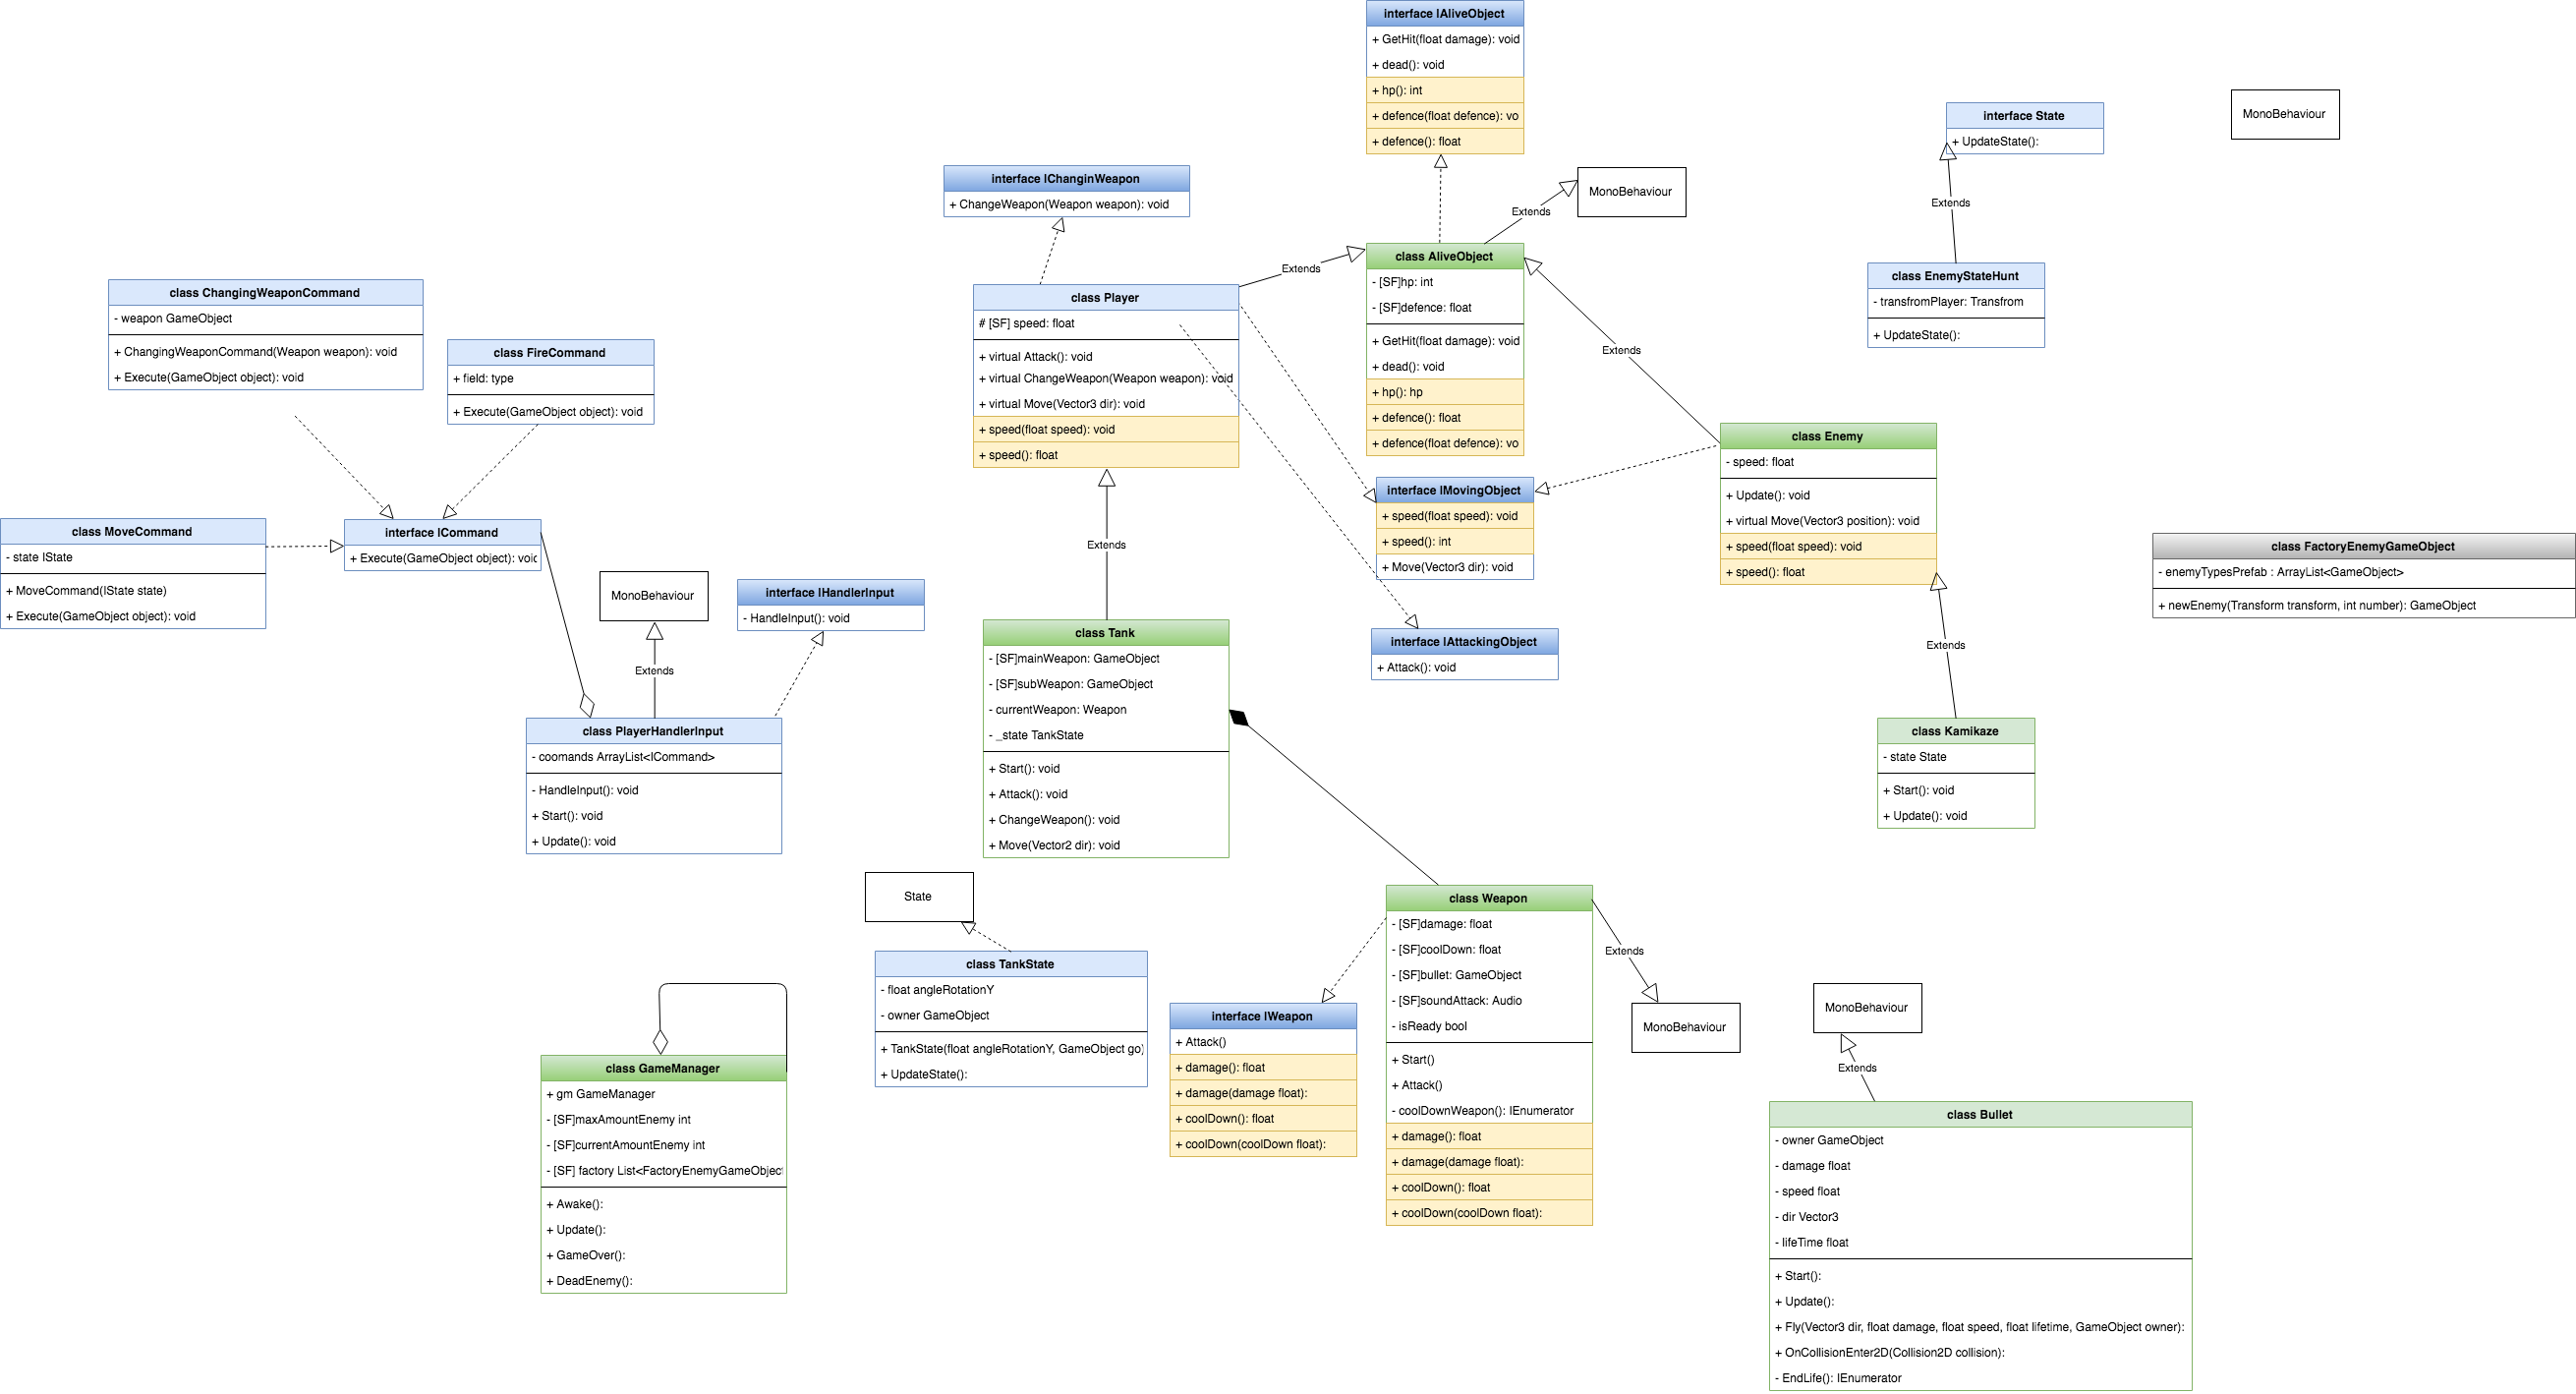 interface IAliveObject
+ GetHit(float damage): void
+ dead(): void
+ hp(): int
+ defence(float defence): vo
+ defence(): float
MonoBehaviour
interface State
+ UpdateState():
Extends
class EnemyStateHunt
- transfromPlayer: Transfrom
+ UpdateState():
interface IChanginWeapon
+ ChangeWeapon(Weapon weapon): void
MonoBehaviour
Extends
Extends
class AliveObject
- [SF]hp: int
- [SF]defence: float
+ GetHit(float damage): void
+ dead(): void
+ hp(): hp
+ defence(): float
+ defence(float defence): vo
Extends
class Player
# [SF] speed: float
+ virtual Attack(): void
+ virtual ChangeWeapon(Weapon weapon): void
+ virtual Move(Vector3 dir): void
+ speed(float speed): void
+ speed(): float
class ChangingWeaponCommand
- weapon GameObject
+ ChangingWeaponCommand(Weapon weapon): void
+ Execute(GameObject object): void
class FireCommand
+ field: type
+ Execute(GameObject object): void
class MoveCommand
- state IState
+ MoveCommand(IState state)
+ Execute(GameObject object): void
interface ICommand
+ Execute(GameObject object): voic
MonoBehaviour
Extends
interface IHandlerInput
- HandleInput(): void
class PlayerHandlerInput
- coomands ArrayList<ICommand>
- HandleInput(): void
+ Start(): void
+ Update(): void
Extends
interface IMovingObject
+ speed(float speed): void
+ speed(): int
+ Move(Vector3 dir): void
interface IAttackingObject
+ Attack(): void
class Enemy
- speed: float
+ Update(): void
+ virtual Move(Vector3 position): void
+ speed(float speed): void
+ speed(): float
Extends
class Kamikaze
- state State
+ Start(): void
+ Update(): void
class FactoryEnemyGameObject
- enemyTypesPrefab : ArrayList<GameObject>
+ newEnemy(Transform transform, int number): GameObject
class Tank
- [SF]mainWeapon: GameObject
- [SF]subWeapon: GameObject
- currentWeapon: Weapon
- _state TankState
+ Start(): void
+ Attack(): void
+ ChangeWeapon(): void
+ Move(Vector2 dir): void
State
class TankState
- float angleRotationY
- owner GameObject
+ TankState(float angleRotationY, GameObject go)
+ UpdateState():
class GameManager
+ gm GameManager
- [SF]maxAmountEnemy int
- [SF]currentAmountEnemy int
- [SF] factory List<FactoryEnemyGameObject
+ Awake():
+ Update():
+ GameOver():
+ DeadEnemy():
interface IWeapon
+ Attack()
+ damage(): float
+ damage(damage float):
+ coolDown(): float
+ coolDown(coolDown float):
class Weapon
- [SF]damage: float
- [SF]coolDown: float
- [SF]bullet: GameObject
- [SF]soundAttack: Audio
- isReady bool
+ Start()
+ Attack()
- coolDownWeapon(): IEnumerator
+ damage(): float
+ damage(damage float):
+ coolDown(): float
+ coolDown(coolDown float):
Extends
MonoBehaviour
MonoBehaviour
Extends
class Bullet
- owner GameObject
- damage float
- speed float
- dir Vector3
- lifeTime float
+ Start():
+ Update():
+ Fly(Vector3 dir, float damage, float speed, float lifetime, GameObject owner):
+ OnCollisionEnter2D(Collision2D collision):
- EndLife(): IEnumerator